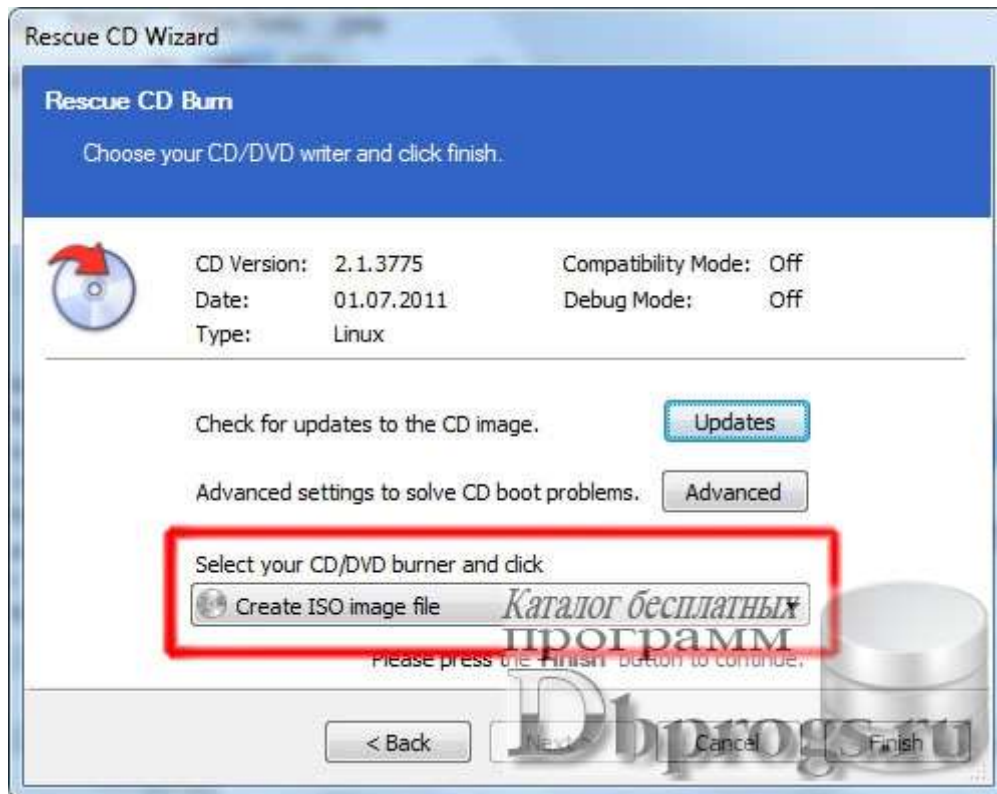 Rescue CD Wizard
Rescue CD Burn
Choose your CD/DVD writer and click finish.
CD Version: 2.1.3775 Compatibility Mode: Off
Date: 01.07.2011 Debug Mode: Off
Type: Linux
Check for updates to the CD image. Updates
Advanced settings to solve CD boot problems. Advanced
Select your CD/DVD burner and click
Create ISO image file
Каталог бесплатных
программ
Please press the "Finish" button to continue.
Dbprogs.ru
< Back Next > Cancel Finish